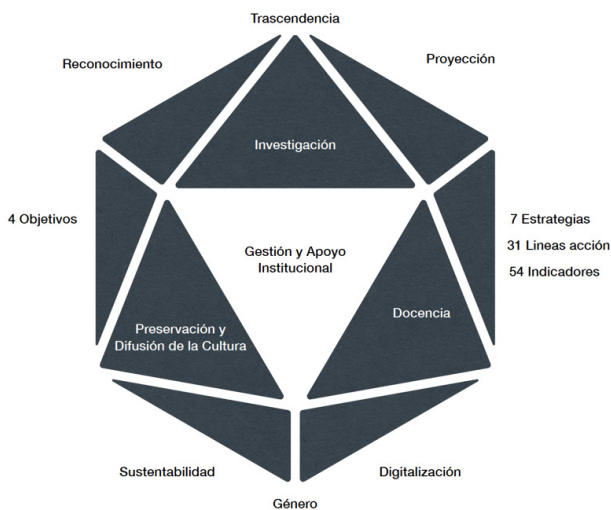 Trascendencia
Reconocimiento
Proyección
Investigación
4 Objetivos
7 Estrategias
31 Lineas acción
54 Indicadores
Gestión y Apoyo
Institucional
Docencia
Preservación y
Difusión de la Cultura
Sustentabilidad
Digitalización
Género